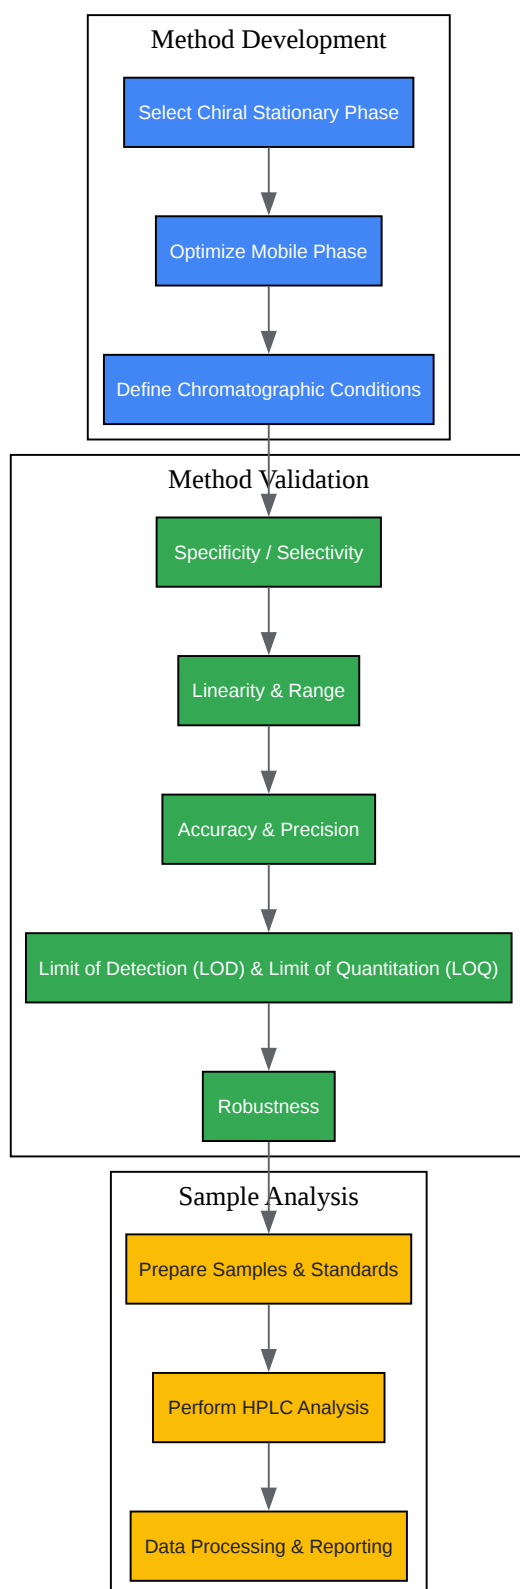 Method Development
Select Chiral Stationary Phase
Optimize Mobile Phase
Define Chromatographic Conditions
Method Validation
Specificity / Selectivity
Linearity & Range
Accuracy & Precision
Limit of Detection (LOD) & Limit of Quantitation (LOQ)
Robustness
Sample Analysis
Prepare Samples & Standards
Perform HPLC Analysis
Data Processing & Reporting